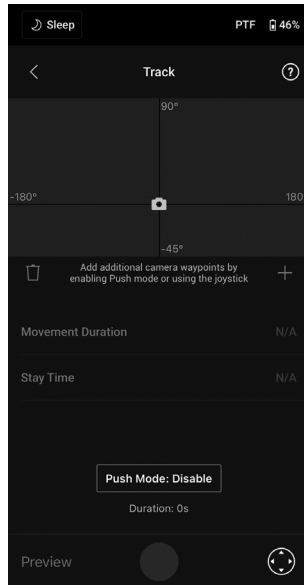 Sleep
PTF 46%
Track
?
90°
-180°
180
-45°
Add additional camera waypoints by
enabling Push mode or using the joystick
Movement Duration N/A
Stay Time N/A
Push Mode: Disable
Duration: 0s
Preview